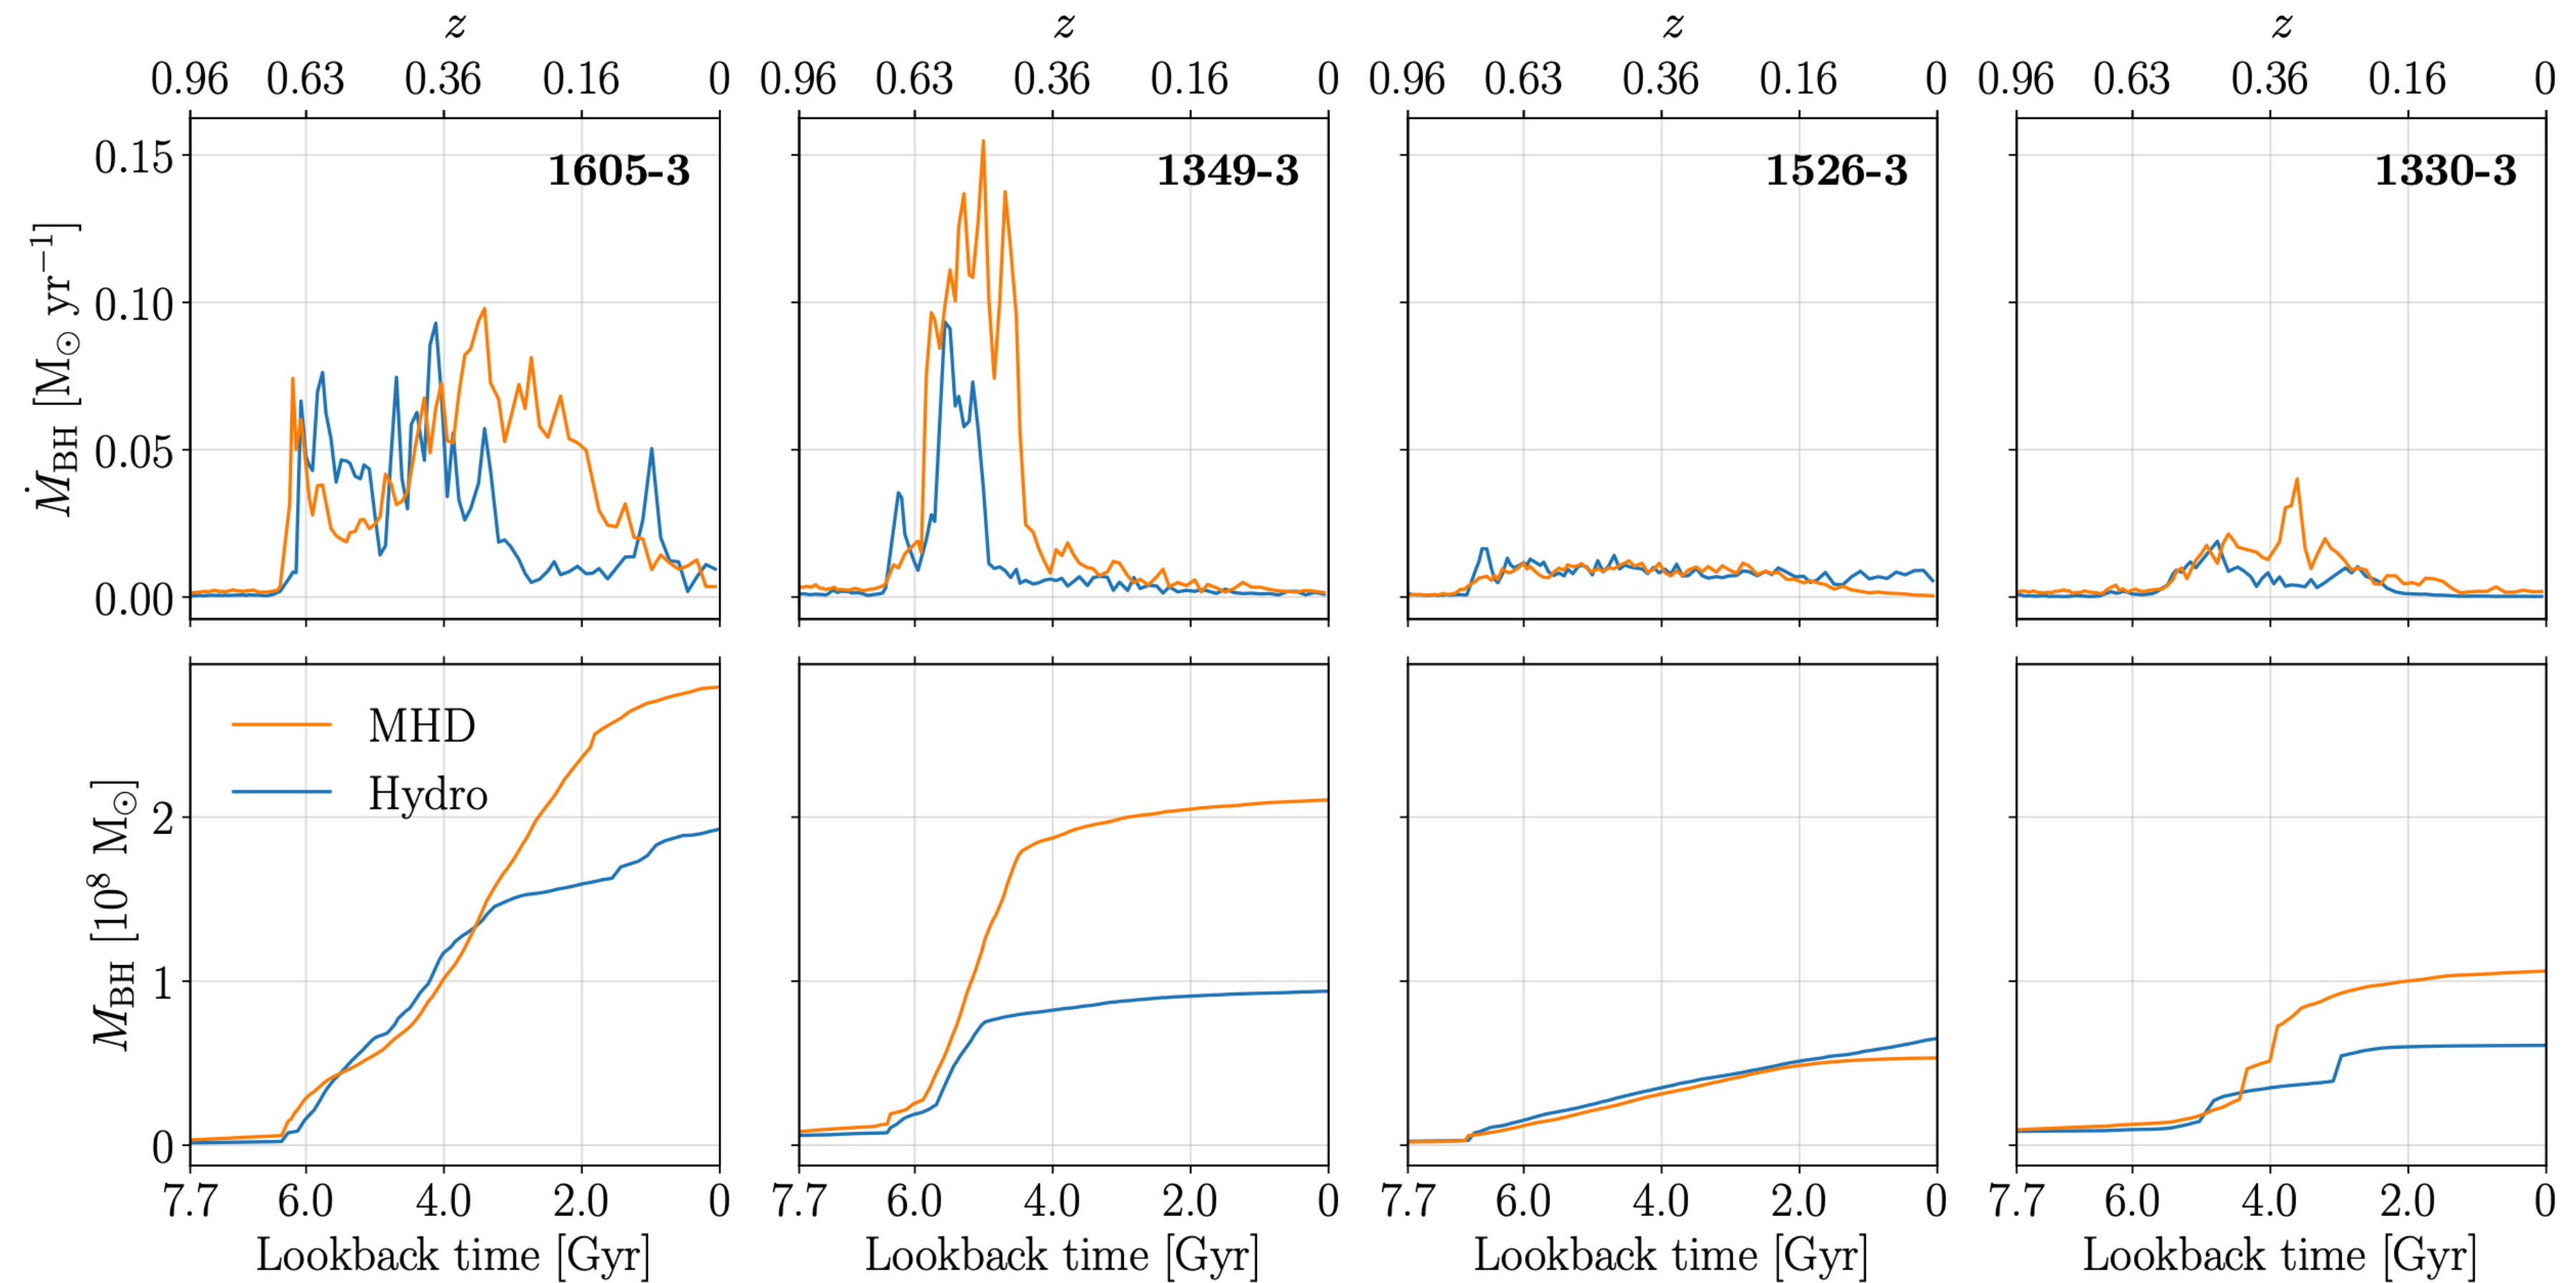 z z z z
0.96 0.63 0.36 0.16 0 0.96 0.63 0.36 0.16 0 0.96 0.63 0.36 0.16 0 0.96 0.63 0.36 0.16 0
1605-3 1349-3 1526-3 1330-3
0.15
0.10
0.05
0.00
Ṁ_BH [M_⊙ yr⁻¹]
MHD
Hydro
2
1
0
M_BH [10⁸ M_⊙]
7.7 6.0 4.0 2.0 0 7.7 6.0 4.0 2.0 0 7.7 6.0 4.0 2.0 0 7.7 6.0 4.0 2.0 0
Lookback time [Gyr] Lookback time [Gyr] Lookback time [Gyr] Lookback time [Gyr]